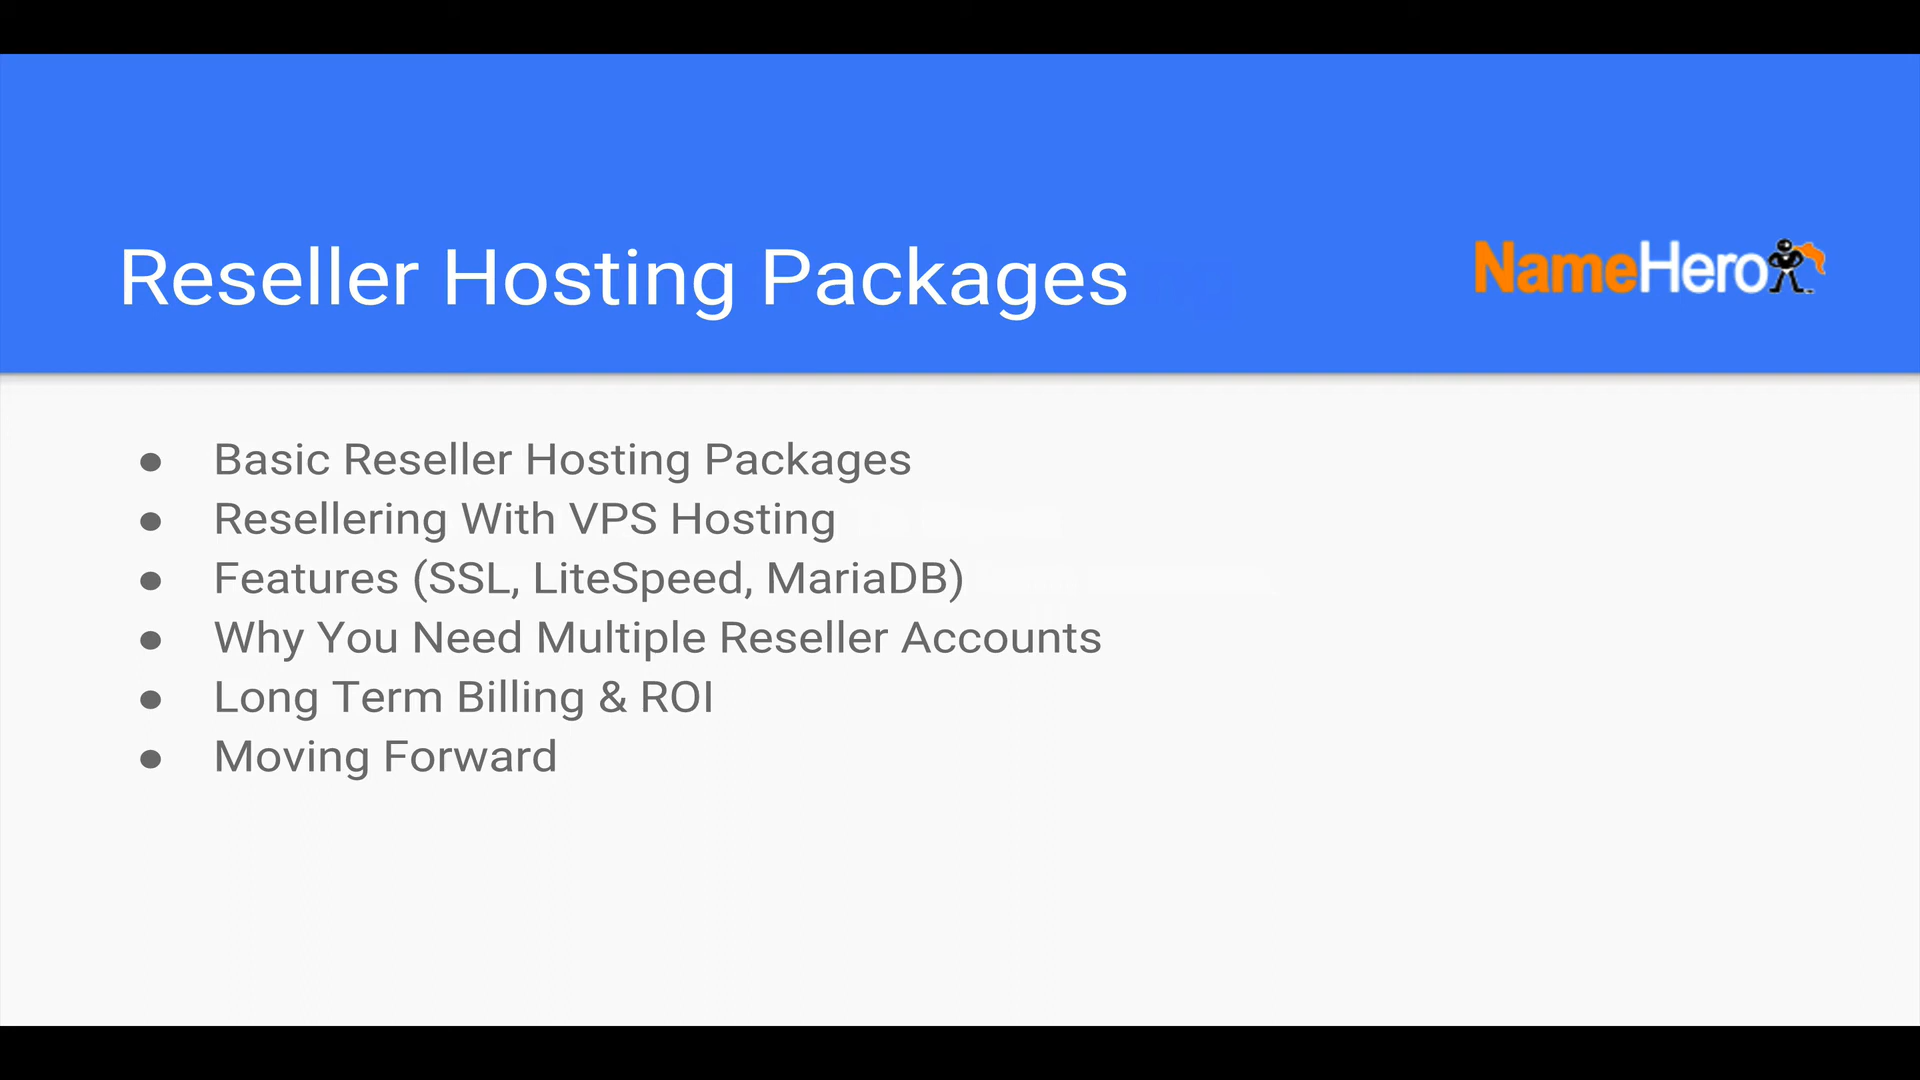 Reseller Hosting Packages
NameHero
● Basic Reseller Hosting Packages
● Resellering With VPS Hosting
● Features (SSL, LiteSpeed, MariaDB)
● Why You Need Multiple Reseller Accounts
● Long Term Billing & ROI
● Moving Forward